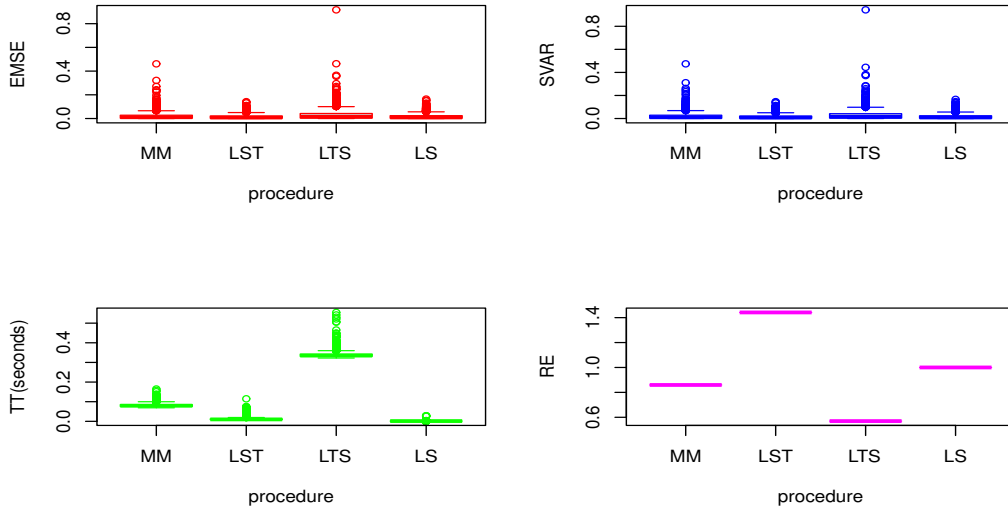 EMSE
0.8
0.4
0.0
MM LST LTS LS
procedure
SVAR
0.8
0.4
0.0
MM LST LTS LS
procedure
TT(seconds)
0.4
0.2
0.0
MM LST LTS LS
procedure
RE
1.4
1.0
0.6
MM LST LTS LS
procedure